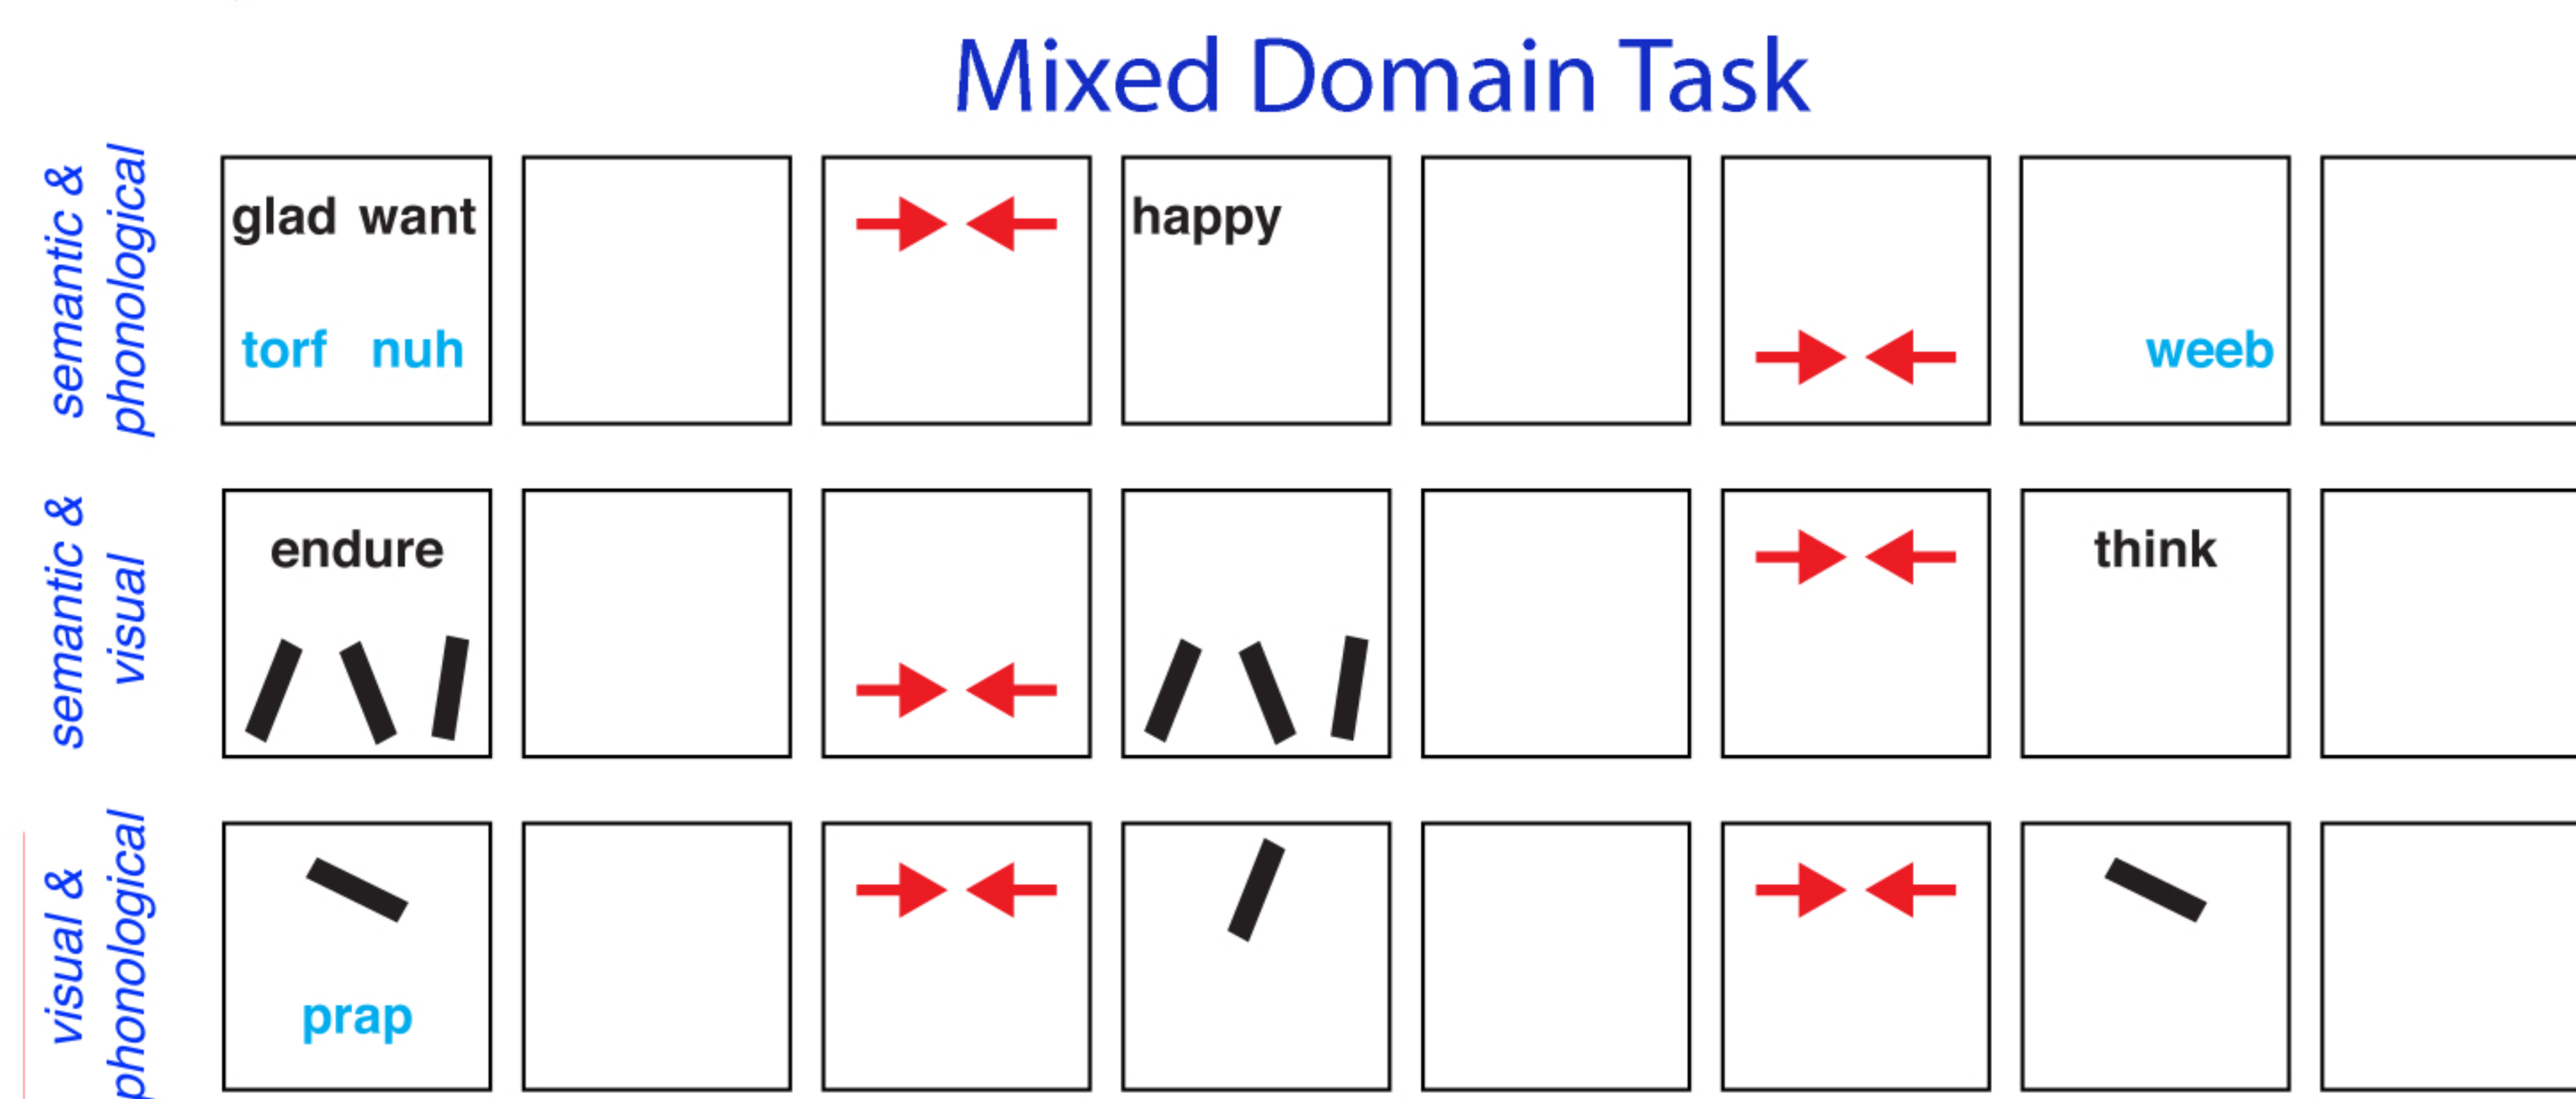 Mixed Domain Task
semantic &
phonological
glad want
happy
torf nuh
weeb
semantic &
visual
endure
think
visual &
phonological
prap